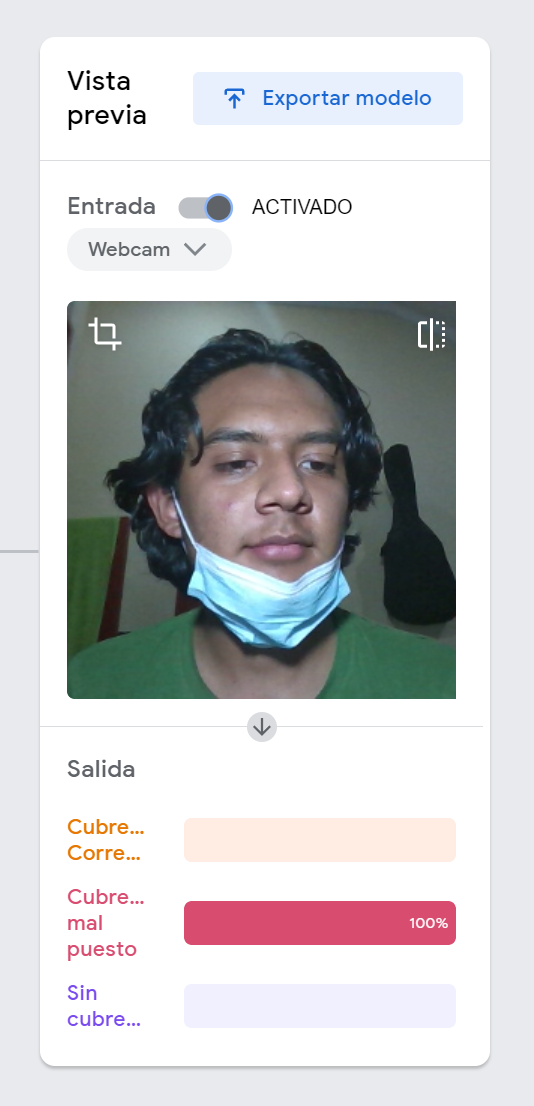 Vista
previa
Exportar modelo
Entrada
ACTIVADO
Webcam
Salida
Cubre...
Corre...
Cubre...
mal
puesto
100%
Sin
cubre...